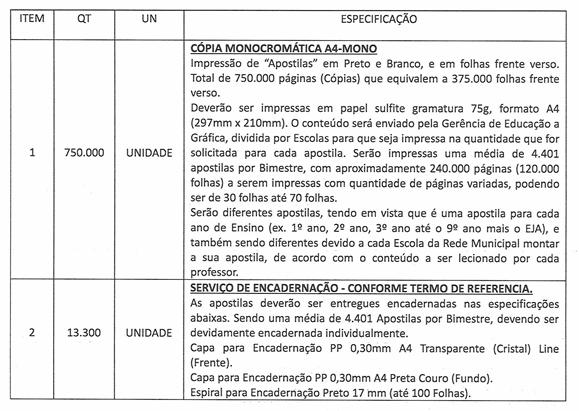 ITEM QT UN ESPECIFICAÇÃO
CÓPIA MONOCROMÁTICA A4-MONO
Impressão de “Apostilas” em Preto e Branco, e em folhas frente verso.
Total de 750.000 páginas (Cópias) que equivalem a 375.000 folhas frente
verso.
Deverão ser impressas em papel sulfite gramatura 75g, formato A4
(297mm x 210mm). O conteúdo será enviado pela Gerência de Educação a
Gráfica, dividida por Escolas para que seja impressa na quantidade que for
solicitada para cada apostila. Serão impressas uma média de 4.401
1 750.000 UNIDADE apostilas por Bimestre, com aproximadamente 240.000 páginas (120.000
folhas) a serem impressas com quantidade de páginas variadas, podendo
ser de 30 folhas até 70 folhas.
Serão diferentes apostilas, tendo em vista que é uma apostila para cada
ano de Ensino (ex. 1º ano, 2º ano, 3º ano até o 9º ano mais o EJA), e
também sendo diferentes devido a cada Escola da Rede Municipal montar
a sua apostila, de acordo com o conteúdo a ser lecionado por cada
professor.
SERVIÇO DE ENCADERNAÇÃO - CONFORME TERMO DE REFERENCIA.
As apostilas deverão ser entregues encadernadas nas especificações
abaixas. Sendo uma média de 4.401 Apostilas por Bimestre, devendo ser
2 13.300 UNIDADE devidamente encadernada individualmente.
Capa para Encadernação PP 0,30mm A4 Transparente (Cristal) Line
(Frente).
Capa para Encadernação PP 0,30mm A4 Preta Couro (Fundo).
Espiral para Encadernação Preto 17 mm (até 100 Folhas).